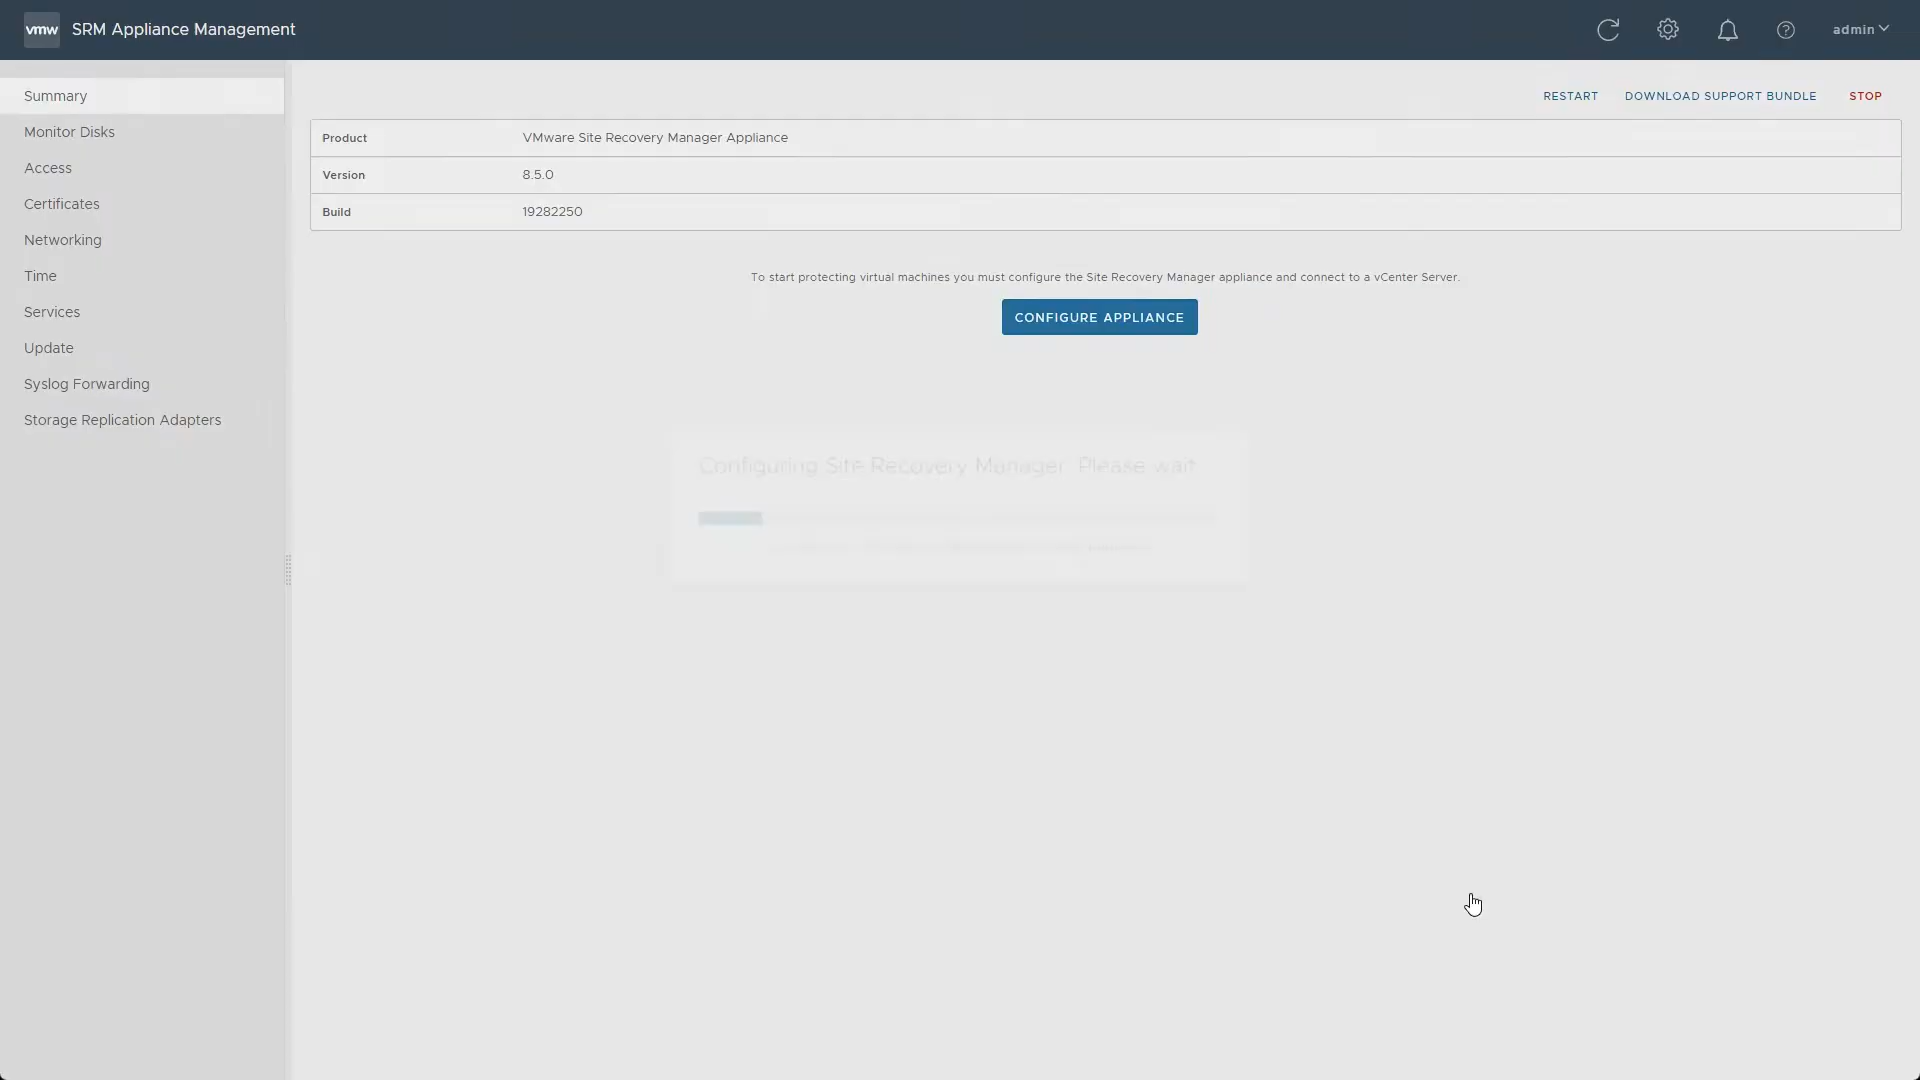 vmw SRM Appliance Management
admin
Summary
Monitor Disks
Access
Certificates
Networking
Time
Services
Update
Syslog Forwarding
Storage Replication Adapters
RESTART DOWNLOAD SUPPORT BUNDLE STOP
Product VMware Site Recovery Manager Appliance
Version 8.5.0
Build 19282250
To start protecting virtual machines you must configure the Site Recovery Manager appliance and connect to a vCenter Server.
CONFIGURE APPLIANCE
Configuring Site Recovery Manager. Please wait